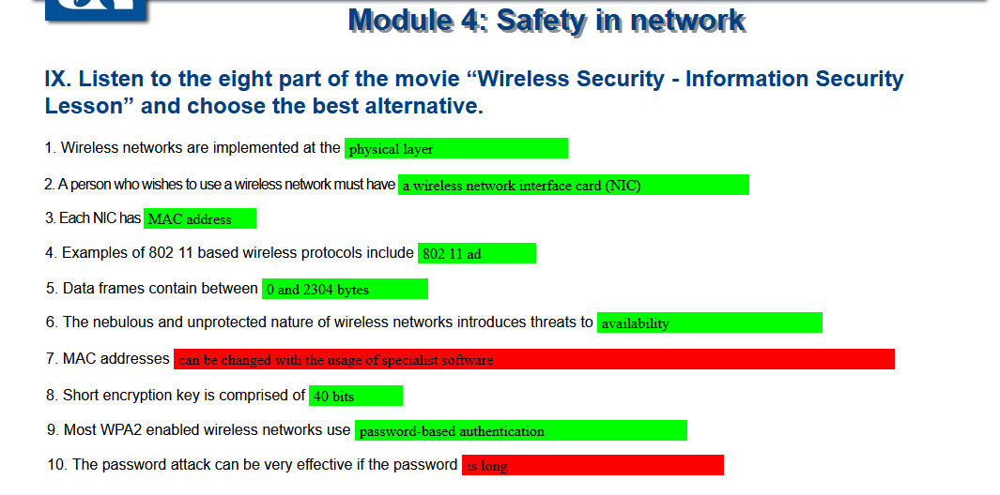 Module 4: Safety in network
IX. Listen to the eight part of the movie “Wireless Security - Information Security
Lesson” and choose the best alternative.
1. Wireless networks are implemented at the physical layer
2. A person who wishes to use a wireless network must have a wireless network interface card (NIC)
3. Each NIC has MAC address
4. Examples of 802 11 based wireless protocols include 802 11 ad
5. Data frames contain between 0 and 2304 bytes
6. The nebulous and unprotected nature of wireless networks introduces threats to availability
7. MAC addresses can be changed with the usage of specialist software
8. Short encryption key is comprised of 40 bits
9. Most WPA2 enabled wireless networks use password-based authentication
10. The password attack can be very effective if the password is long